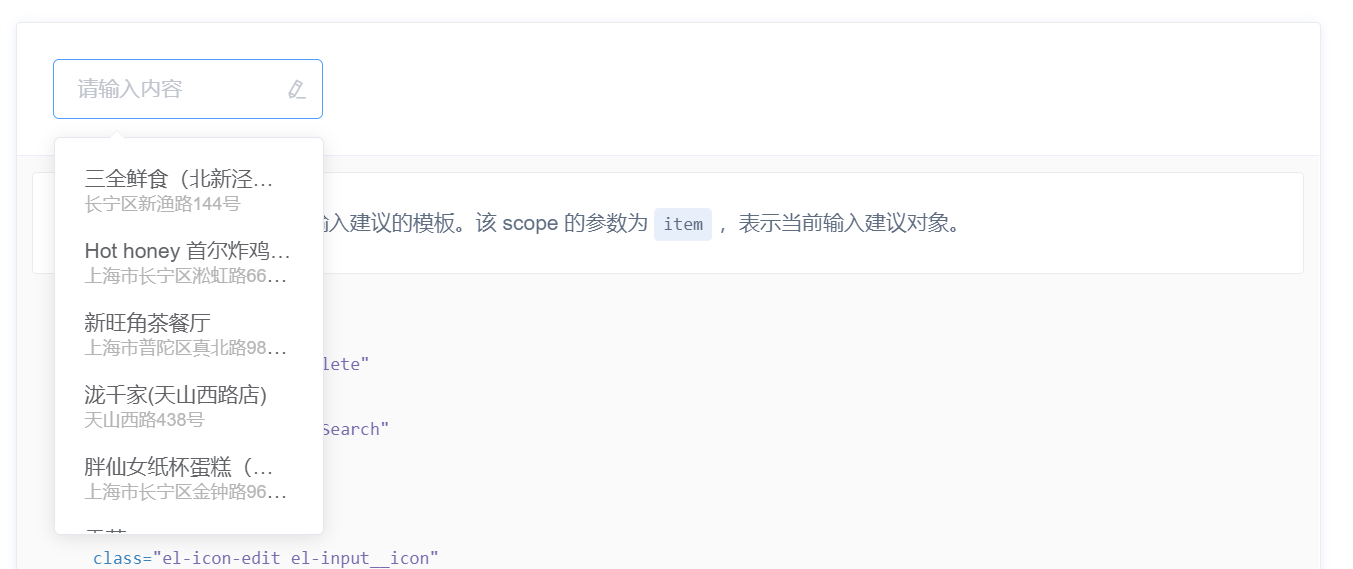 请输入内容
三全鲜食（北新泾…
长宁区新渔路144号
输入建议的模板。该 scope 的参数为 item ，表示当前输入建议对象。
Hot honey 首尔炸鸡…
上海市长宁区淞虹路66…
新旺角茶餐厅
上海市普陀区真北路98…
lete"
泷千家(天山西路店)
天山西路438号
Search"
胖仙女纸杯蛋糕（…
上海市长宁区金钟路96…
class="el-icon-edit el-input__icon"